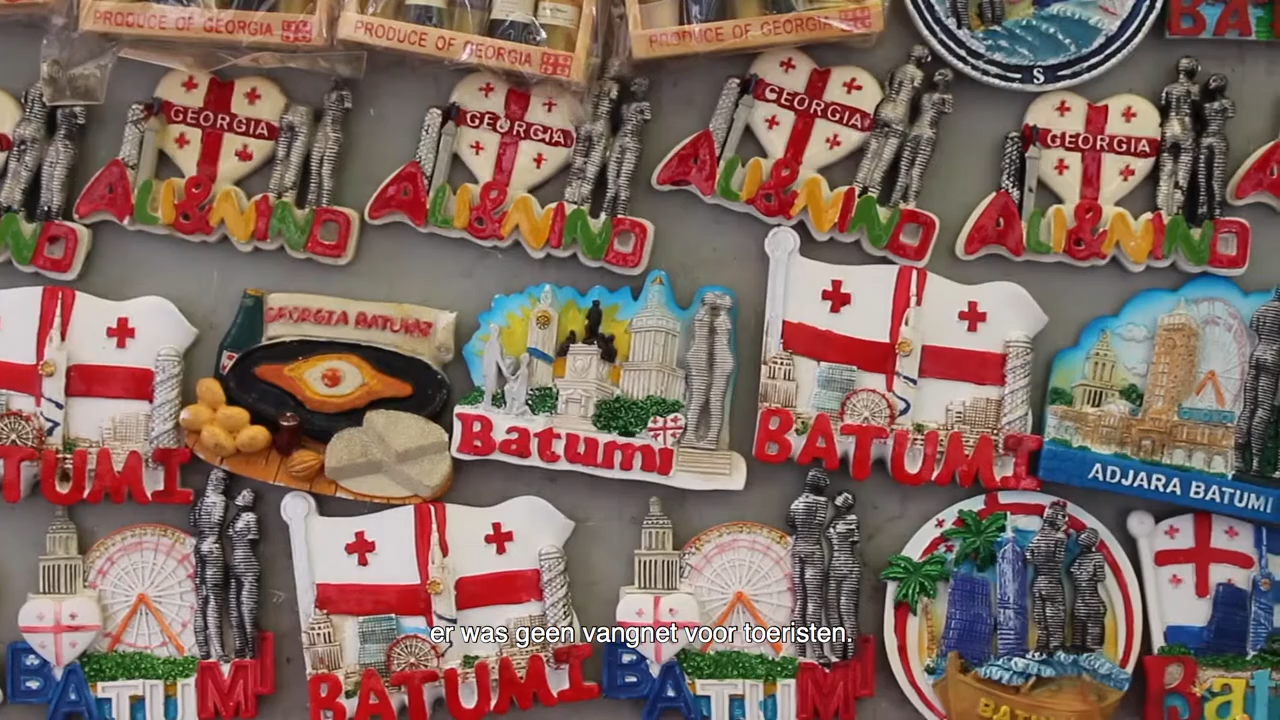 PRODUCE OF GEORGIA
PRODUCE OF GEORGIA
PRODUCE OF GEORGIA
S
GEORGIA
ALI&NINO
GEORGIA
ALI&NINO
GEORGIA
ALI&NINO
GEORGIA
ALI&NINO
GEORGIA BATUMI
Batumi
BATUMI
ADJARA BATUMI
BATUMI
BATUMI
BATUMI
er was geen vangnet voor toeristen.